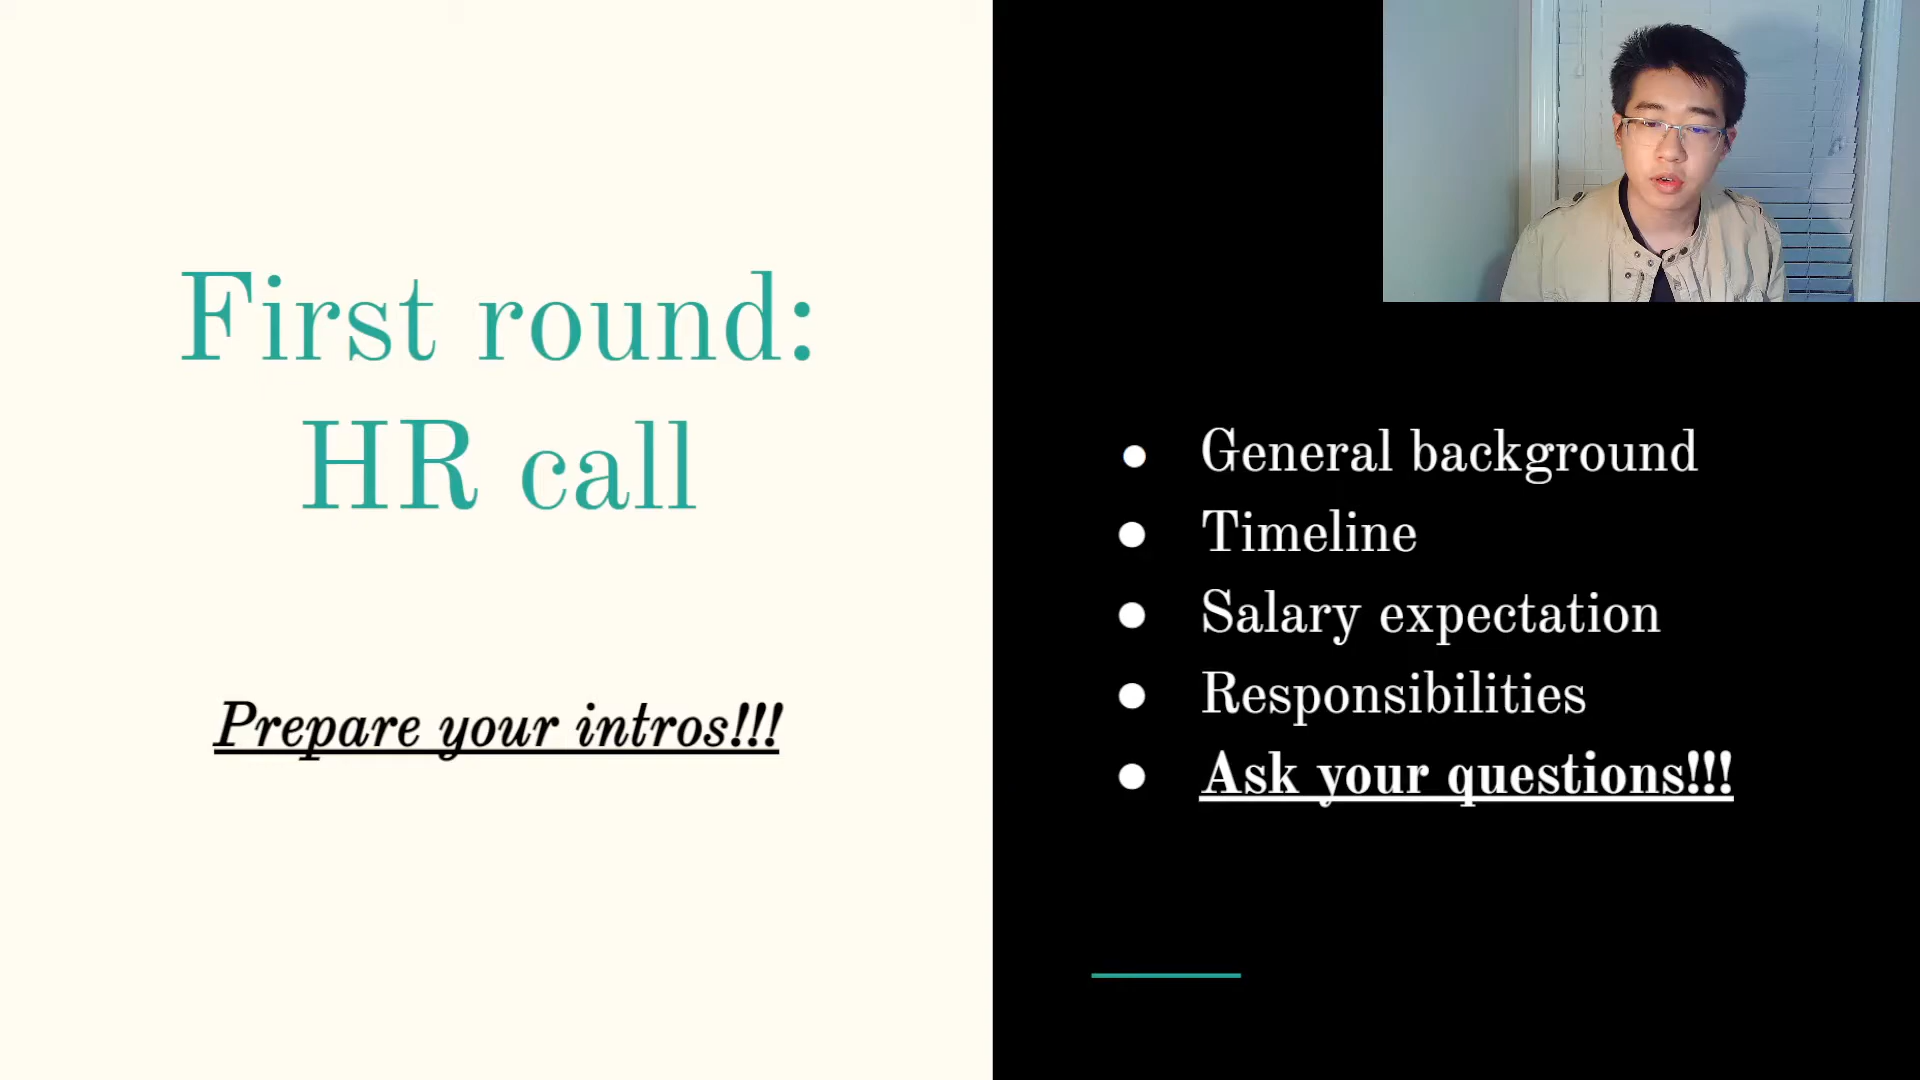 First round:
HR call
Prepare your intros!!!
General background
Timeline
Salary expectation
Responsibilities
Ask your questions!!!